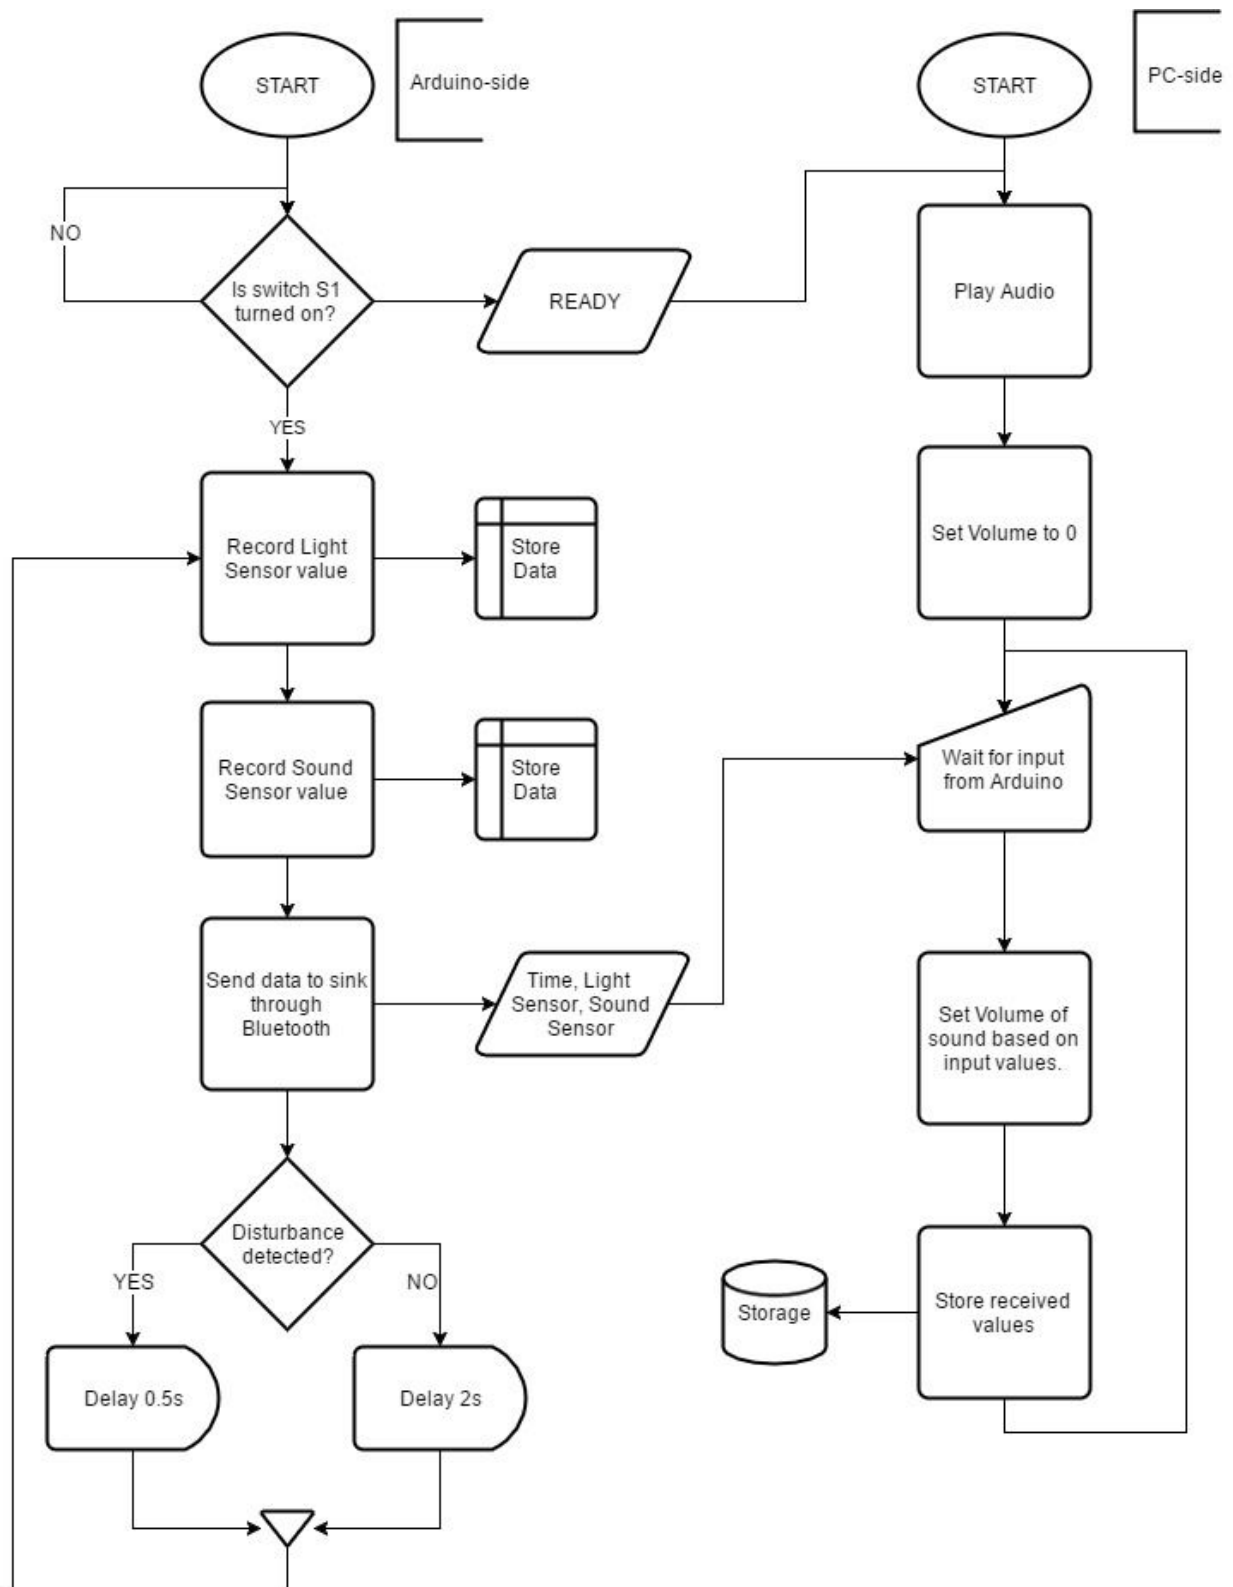 START
Arduino-side
START
PC-side
NO
Is switch S1
turned on?
READY
Play Audio
YES
Record Light
Sensor value
Store
Data
Set Volume to 0
Record Sound
Sensor value
Store
Data
Wait for input
from Arduino
Send data to sink
through
Bluetooth
Time, Light
Sensor, Sound
Sensor
Set Volume of
sound based on
input values.
Disturbance
detected?
YES
NO
Storage
Store received
values
Delay 0.5s
Delay 2s